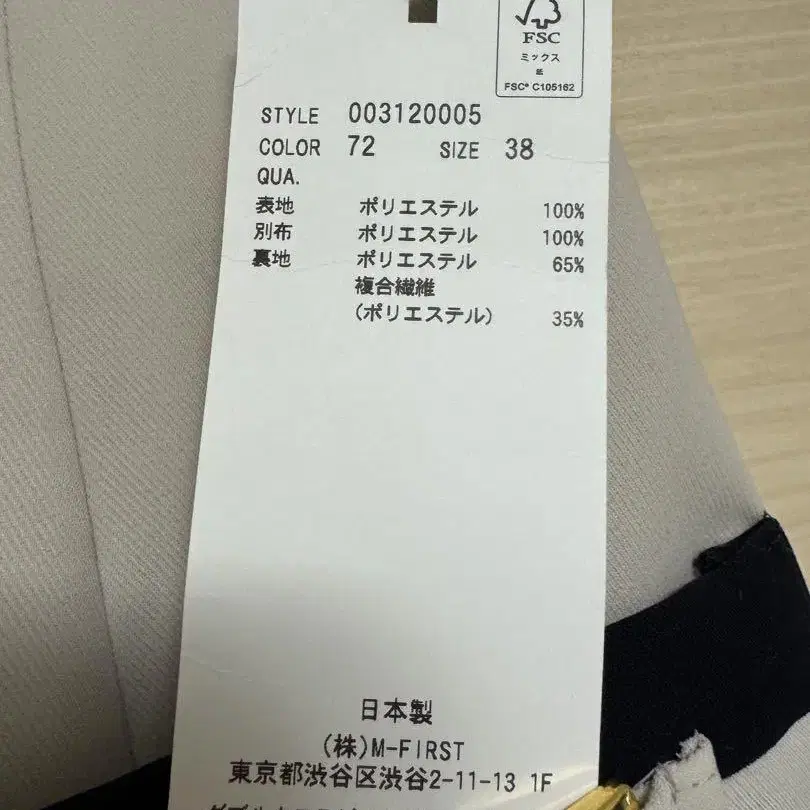 FSC
ミックス
紙
FSC® C105162
STYLE 003120005
COLOR 72 SIZE 38
QUA.
表地 ポリエステル 100%
別布 ポリエステル 100%
裏地 ポリエステル 65%
複合繊維
(ポリエステル) 35%
日本製
(株)M-FIRST
東京都渋谷区渋谷2-11-13 1F